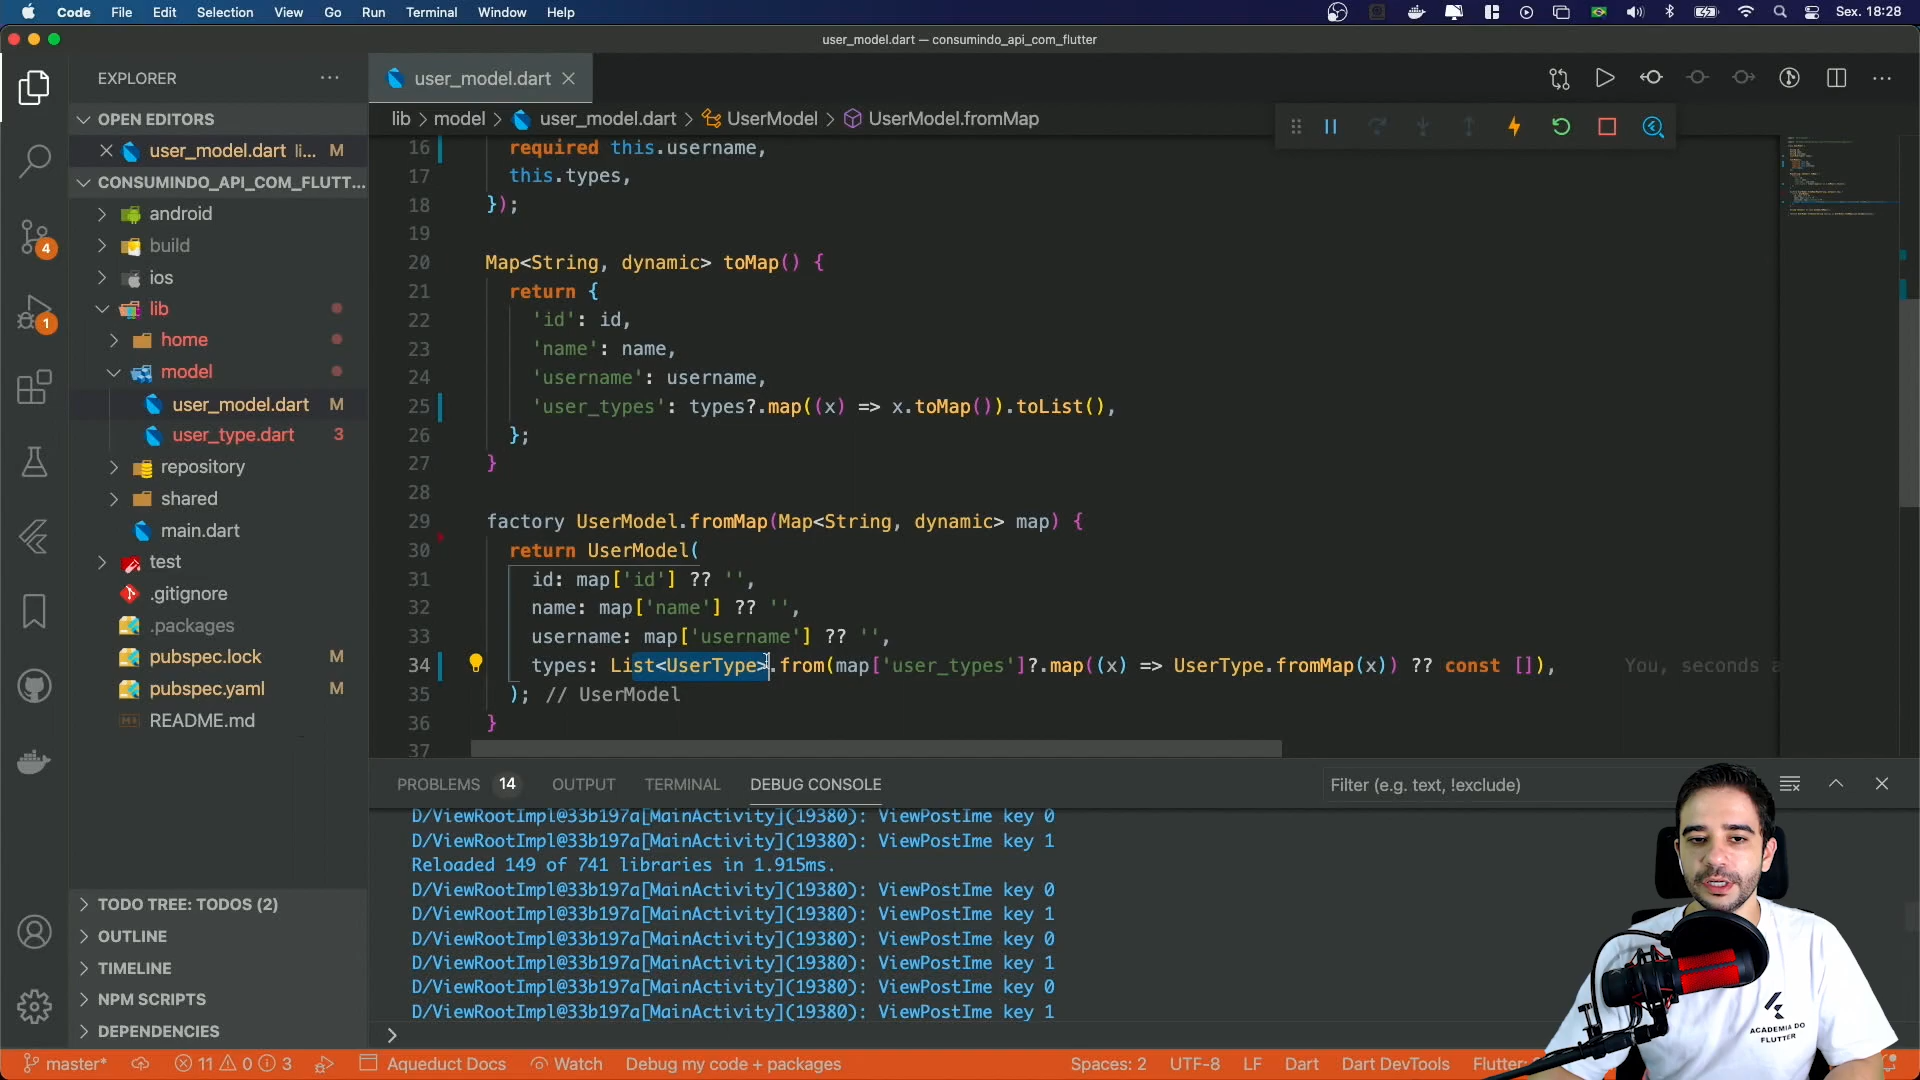 Code File Edit Selection View Go Run Terminal Window Help
Sex. 18:28
user_model.dart — consumindo_api_com_flutter
EXPLORER
OPEN EDITORS
user_model.dart li... M
CONSUMINDO_API_COM_FLUTT...
android
build
ios
lib
home
model
user_model.dart M
user_type.dart 3
repository
shared
main.dart
test
.gitignore
.packages
pubspec.lock M
pubspec.yaml M
README.md
TODO TREE: TODOS (2)
OUTLINE
TIMELINE
NPM SCRIPTS
DEPENDENCIES
4
1
user_model.dart
lib > model > user_model.dart > UserModel > UserModel.fromMap
16 required this.username,
17 this.types,
18 });
19
20 Map<String, dynamic> toMap() {
21 return {
22 'id': id,
23 'name': name,
24 'username': username,
25 'user_types': types?.map((x) => x.toMap()).toList(),
26 };
27 }
28
29 factory UserModel.fromMap(Map<String, dynamic> map) {
30 return UserModel(
31 id: map['id'] ?? '',
32 name: map['name'] ?? '',
33 username: map['username'] ?? '',
34 types: List<UserType>.from(map['user_types']?.map((x) => UserType.fromMap(x)) ?? const []), You, seconds a
35 ); // UserModel
36 }
37
PROBLEMS 14 OUTPUT TERMINAL DEBUG CONSOLE
Filter (e.g. text, !exclude)
D/ViewRootImpl@33b197a[MainActivity](19380): ViewPostIme key 0
D/ViewRootImpl@33b197a[MainActivity](19380): ViewPostIme key 1
Reloaded 149 of 741 libraries in 1.915ms.
D/ViewRootImpl@33b197a[MainActivity](19380): ViewPostIme key 0
D/ViewRootImpl@33b197a[MainActivity](19380): ViewPostIme key 1
D/ViewRootImpl@33b197a[MainActivity](19380): ViewPostIme key 0
D/ViewRootImpl@33b197a[MainActivity](19380): ViewPostIme key 1
D/ViewRootImpl@33b197a[MainActivity](19380): ViewPostIme key 0
D/ViewRootImpl@33b197a[MainActivity](19380): ViewPostIme key 1
ACADEMIA DO
FLUTTER
master* 11 0 3 Aqueduct Docs Watch Debug my code + packages
Spaces: 2 UTF-8 LF Dart Dart DevTools Flutter: